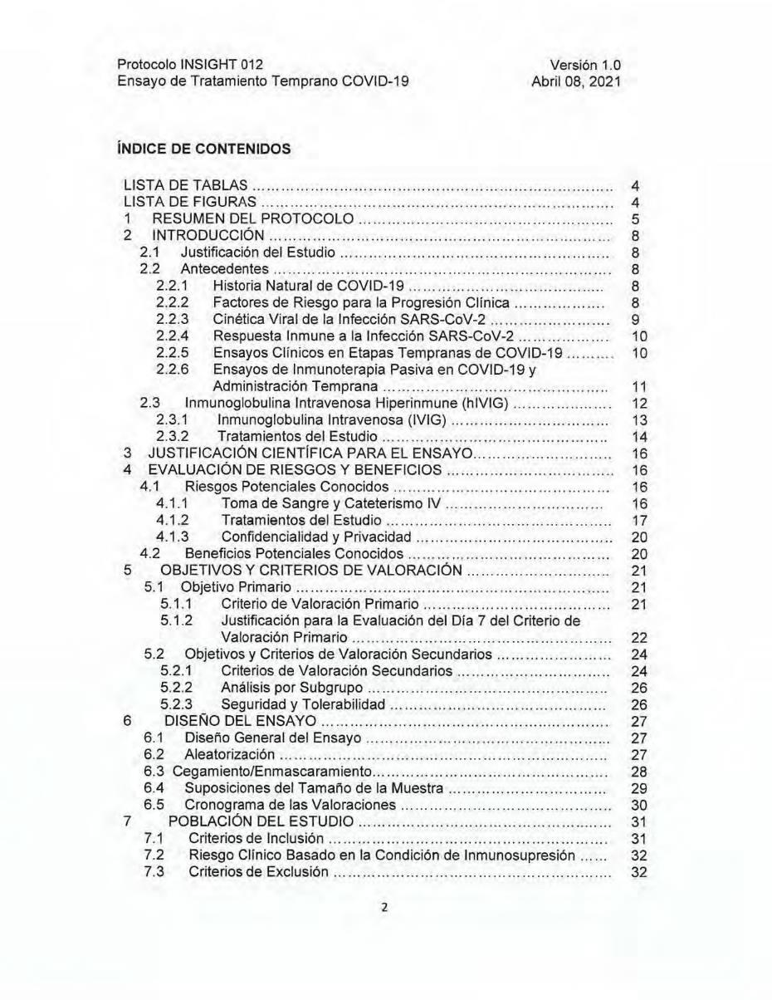 Protocolo INSIGHT 012 Versión 1.0
Ensayo de Tratamiento Temprano COVID-19 Abril 08, 2021
ÍNDICE DE CONTENIDOS
LISTA DE TABLAS ........ 4
LISTA DE FIGURAS ........ 4
1 RESUMEN DEL PROTOCOLO ........ 5
2 INTRODUCCIÓN ........ 8
2.1 Justificación del Estudio ........ 8
2.2 Antecedentes ........ 8
2.2.1 Historia Natural de COVID-19 ........ 8
2.2.2 Factores de Riesgo para la Progresión Clínica ........ 8
2.2.3 Cinética Viral de la Infección SARS-CoV-2 ........ 9
2.2.4 Respuesta Inmune a la Infección SARS-CoV-2 ........ 10
2.2.5 Ensayos Clínicos en Etapas Tempranas de COVID-19 ........ 10
2.2.6 Ensayos de Inmunoterapia Pasiva en COVID-19 y
Administración Temprana ........ 11
2.3 Inmunoglobulina Intravenosa Hiperinmune (hIVIG) ........ 12
2.3.1 Inmunoglobulina Intravenosa (IVIG) ........ 13
2.3.2 Tratamientos del Estudio ........ 14
3 JUSTIFICACIÓN CIENTÍFICA PARA EL ENSAYO........ 16
4 EVALUACIÓN DE RIESGOS Y BENEFICIOS ........ 16
4.1 Riesgos Potenciales Conocidos ........ 16
4.1.1 Toma de Sangre y Cateterismo IV ........ 16
4.1.2 Tratamientos del Estudio ........ 17
4.1.3 Confidencialidad y Privacidad ........ 20
4.2 Beneficios Potenciales Conocidos ........ 20
5 OBJETIVOS Y CRITERIOS DE VALORACIÓN ........ 21
5.1 Objetivo Primario ........ 21
5.1.1 Criterio de Valoración Primario ........ 21
5.1.2 Justificación para la Evaluación del Día 7 del Criterio de
Valoración Primario ........ 22
5.2 Objetivos y Criterios de Valoración Secundarios ........ 24
5.2.1 Criterios de Valoración Secundarios ........ 24
5.2.2 Análisis por Subgrupo ........ 26
5.2.3 Seguridad y Tolerabilidad ........ 26
6 DISEÑO DEL ENSAYO ........ 27
6.1 Diseño General del Ensayo ........ 27
6.2 Aleatorización ........ 27
6.3 Cegamiento/Enmascaramiento........ 28
6.4 Suposiciones del Tamaño de la Muestra ........ 29
6.5 Cronograma de las Valoraciones ........ 30
7 POBLACIÓN DEL ESTUDIO ........ 31
7.1 Criterios de Inclusión ........ 31
7.2 Riesgo Clínico Basado en la Condición de Inmunosupresión ...... 32
7.3 Criterios de Exclusión ........ 32
2